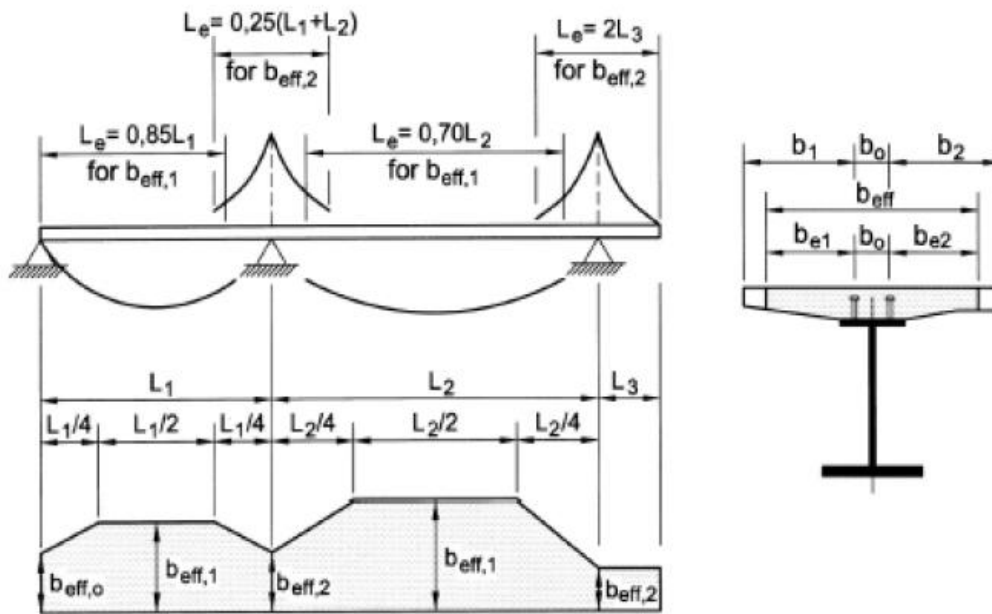 Le= 0,25(L1+L2)
for beff,2
Le= 2L3
for beff,2
Le= 0,85L1
for beff,1
Le= 0,70L2
for beff,1
b1 bo b2
beff
be1 bo be2
L1 L2 L3
L1/4 L1/2 L1/4 L2/4 L2/2 L2/4
beff,o beff,1 beff,2 beff,1 beff,2